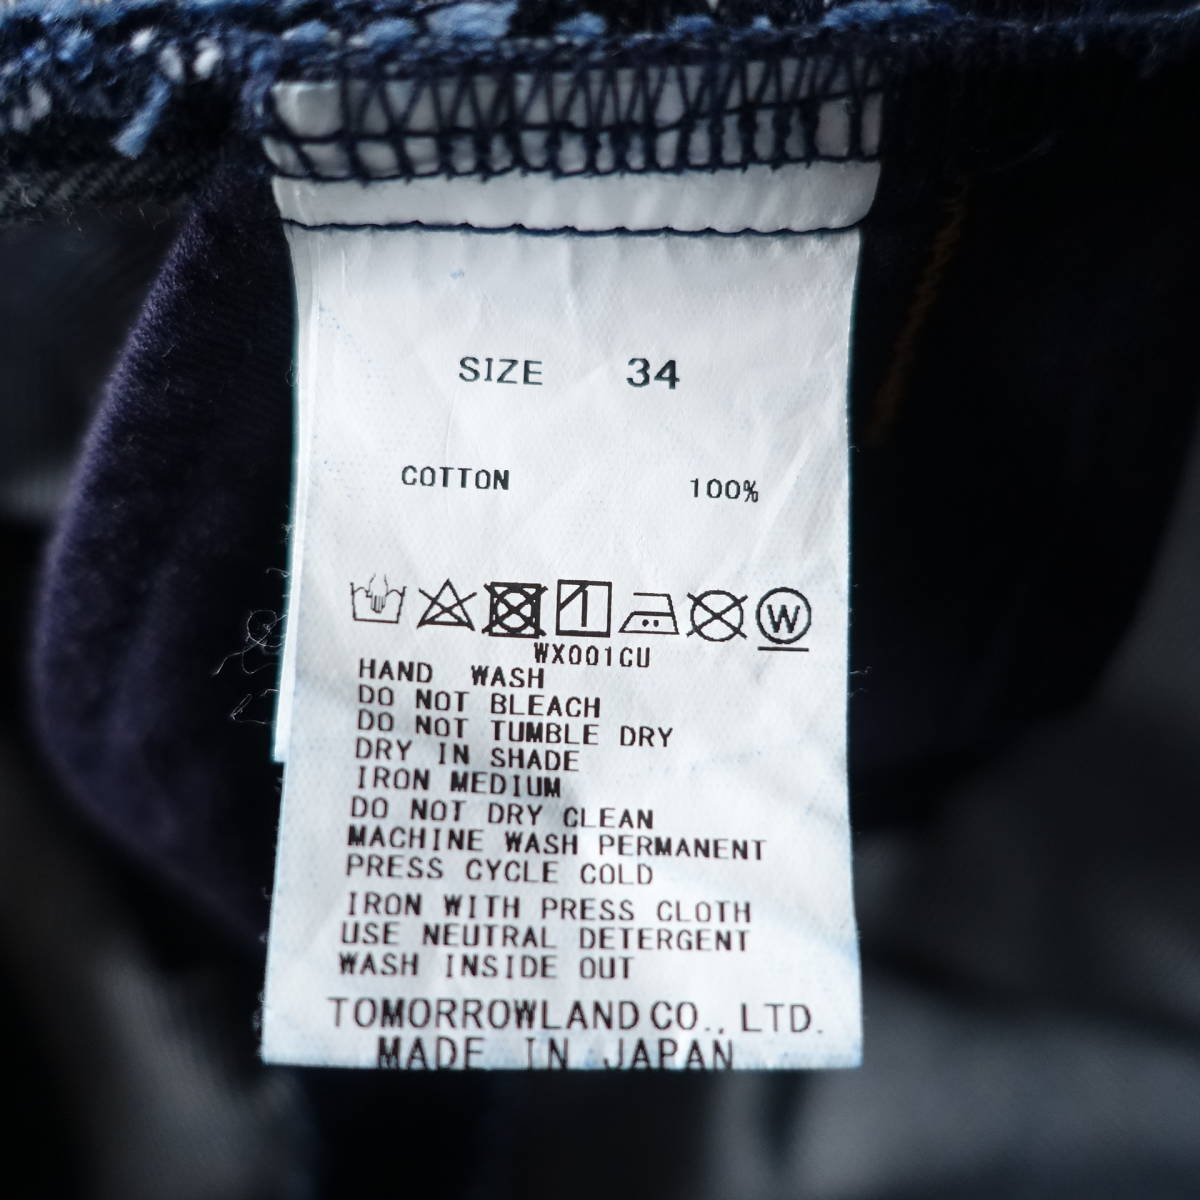 SIZE 34
COTTON 100%
W
WX001CU
HAND WASH
DO NOT BLEACH
DO NOT TUMBLE DRY
DRY IN SHADE
IRON MEDIUM
DO NOT DRY CLEAN
MACHINE WASH PERMANENT
PRESS CYCLE COLD
IRON WITH PRESS CLOTH
USE NEUTRAL DETERGENT
WASH INSIDE OUT
TOMORROWLAND CO., LTD.
MADE IN JAPAN